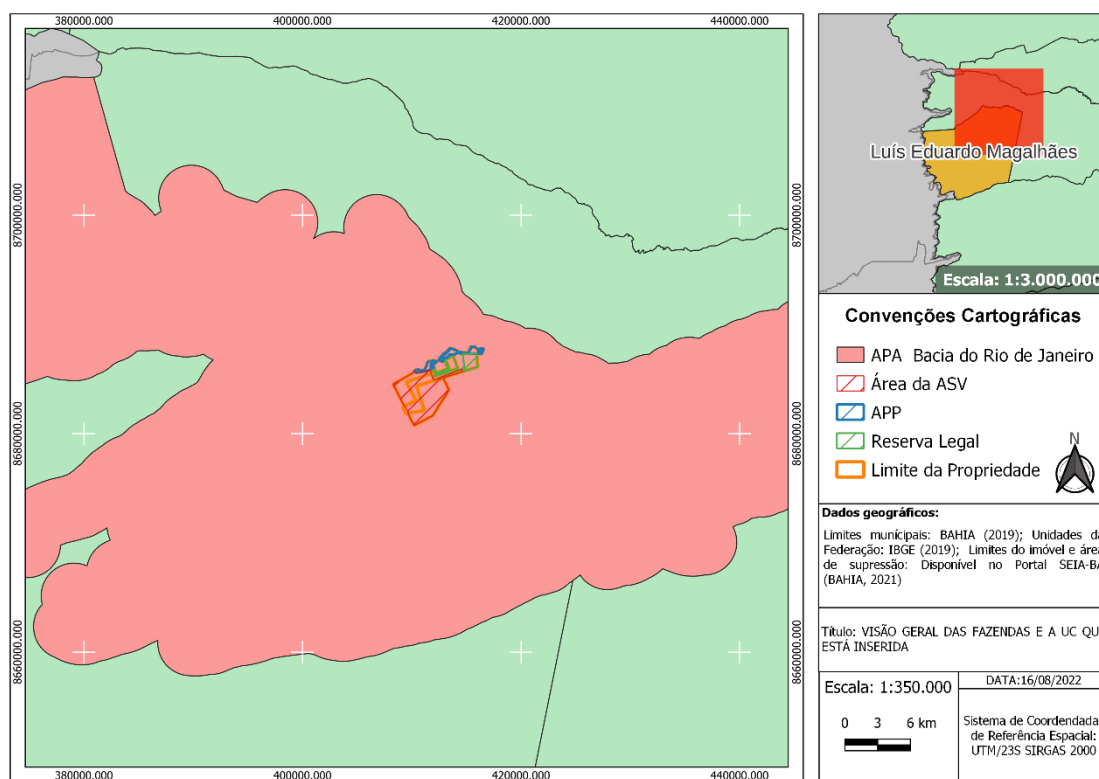 380000.000 400000.000 420000.000 440000.000
8700000.000
8680000.000
8660000.000
8700000.000
8680000.000
8660000.000
380000.000 400000.000 420000.000 440000.000
Luís Eduardo Magalhães
Escala: 1:3.000.000
Convenções Cartográficas
APA Bacia do Rio de Janeiro
Área da ASV
APP
Reserva Legal
Limite da Propriedade
N
Dados geográficos:
Limites munícipais: BAHIA (2019); Unidades da
Federação: IBGE (2019); Limites do imóvel e área
de supressão: Disponível no Portal SEIA-BA
(BAHIA, 2021)
Título: VISÃO GERAL DAS FAZENDAS E A UC QU
ESTÁ INSERIDA
Escala: 1:350.000
0 3 6 km
DATA:16/08/2022
Sistema de Coordendada
de Referência Espacial:
UTM/23S SIRGAS 2000